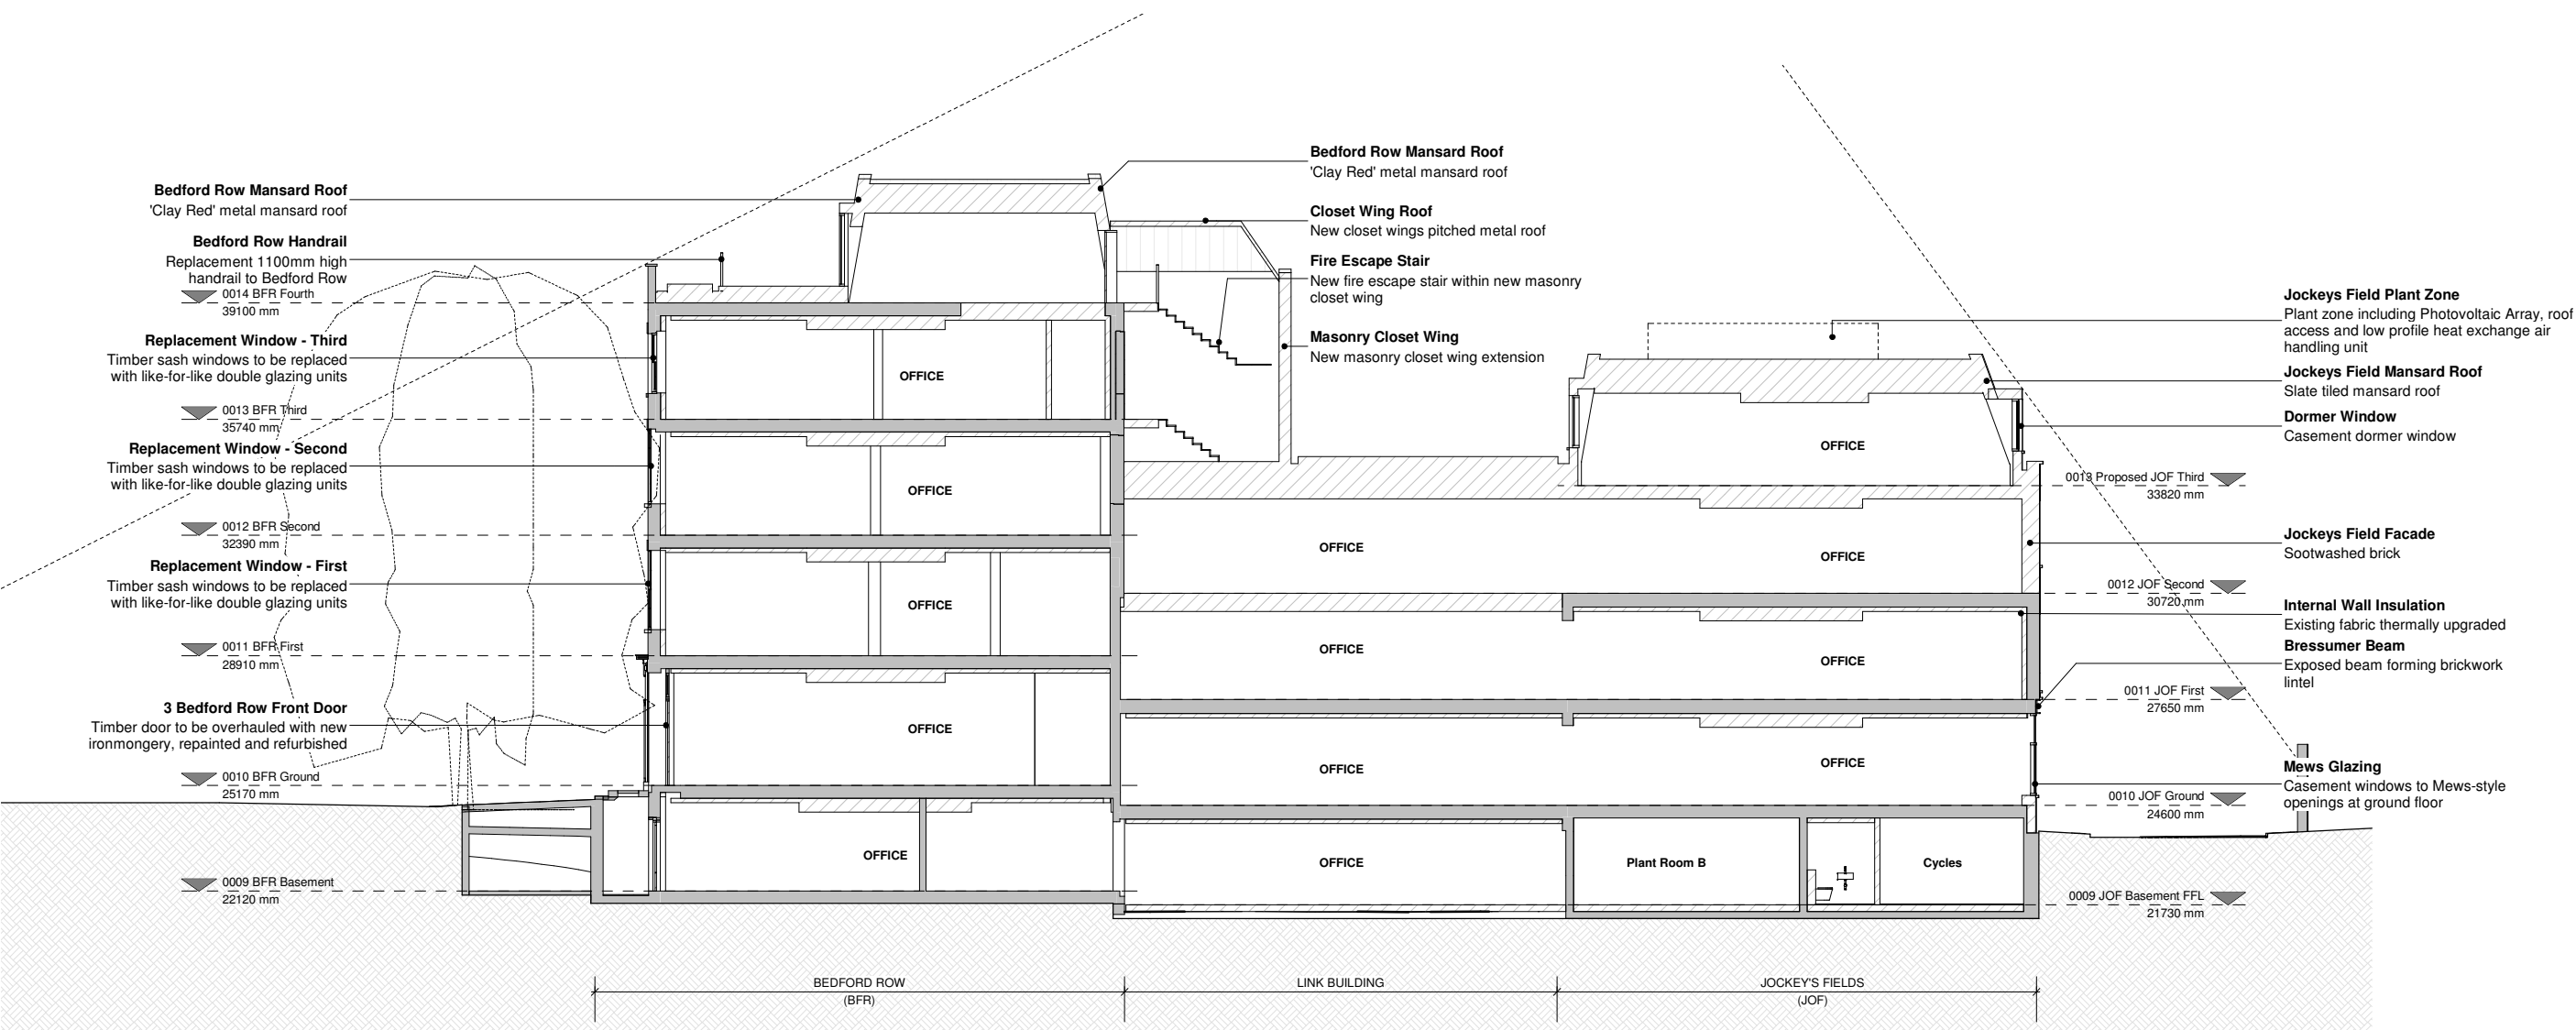 Bedford Row Mansard Roof
'Clay Red' metal mansard roof
Bedford Row Handrail
Replacement 1100mm high
handrail to Bedford Row
0014 BFR Fourth
39100 mm
Replacement Window - Third
Timber sash windows to be replaced
with like-for-like double glazing units
0013 BFR Third
35740 mm
Replacement Window - Second
Timber sash windows to be replaced
with like-for-like double glazing units
0012 BFR Second
32390 mm
Replacement Window - First
Timber sash windows to be replaced
with like-for-like double glazing units
0011 BFR First
28910 mm
3 Bedford Row Front Door
Timber door to be overhauled with new
ironmongery, repainted and refurbished
0010 BFR Ground
25170 mm
0009 BFR Basement
22120 mm
OFFICE
OFFICE
OFFICE
OFFICE
OFFICE
Bedford Row Mansard Roof
'Clay Red' metal mansard roof
Closet Wing Roof
New closet wings pitched metal roof
Fire Escape Stair
New fire escape stair within new masonry
closet wing
Masonry Closet Wing
New masonry closet wing extension
OFFICE
OFFICE
OFFICE
OFFICE
OFFICE
OFFICE
OFFICE
OFFICE
Plant Room B
Cycles
Jockeys Field Plant Zone
Plant zone including Photovoltaic Array, roof
access and low profile heat exchange air
handling unit
Jockeys Field Mansard Roof
Slate tiled mansard roof
Dormer Window
Casement dormer window
0013 Proposed JOF Third
33820 mm
Jockeys Field Facade
Sootwashed brick
0012 JOF Second
30720 mm
Internal Wall Insulation
Existing fabric thermally upgraded
Bressumer Beam
Exposed beam forming brickwork
lintel
0011 JOF First
27650 mm
Mews Glazing
Casement windows to Mews-style
openings at ground floor
0010 JOF Ground
24600 mm
0009 JOF Basement FFL
21730 mm
BEDFORD ROW
(BFR)
LINK BUILDING
JOCKEY'S FIELDS
(JOF)